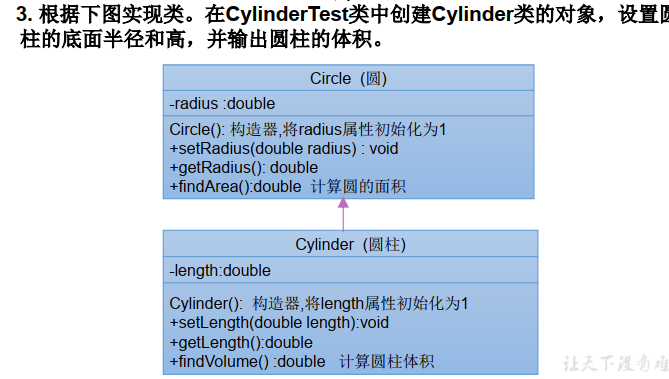 3. 根据下图实现类。在CylinderTest类中创建Cylinder类的对象，设置圆
柱的底面半径和高，并输出圆柱的体积。
Circle (圆)
-radius :double
Circle(): 构造器,将radius属性初始化为1
+setRadius(double radius) : void
+getRadius(): double
+findArea():double 计算圆的面积
Cylinder (圆柱)
-length:double
Cylinder(): 构造器,将length属性初始化为1
+setLength(double length):void
+getLength():double
+findVolume() :double 计算圆柱体积
让天下没有难